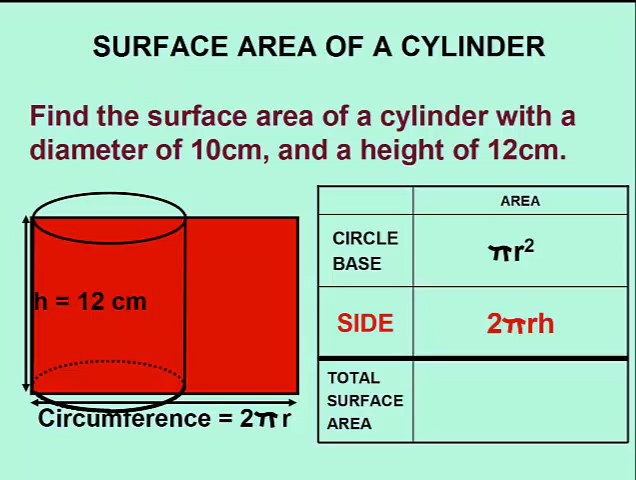 SURFACE AREA OF A CYLINDER
Find the surface area of a cylinder with a
diameter of 10cm, and a height of 12cm.
AREA
CIRCLE
BASE
πr²
h = 12 cm
SIDE
2πrh
TOTAL
SURFACE
AREA
Circumference = 2π r